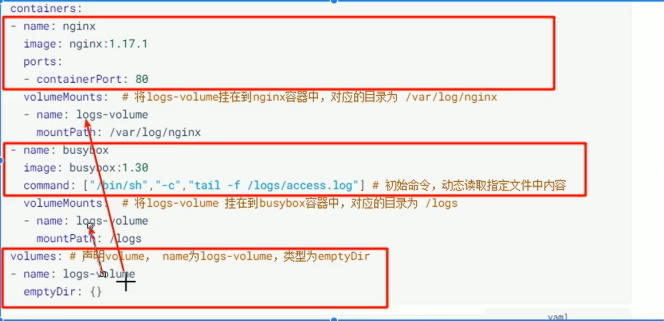 containers:
- name: nginx
image: nginx:1.17.1
ports:
- containerPort: 80
volumeMounts: # 将logs-volume挂在到nginx容器中，对应的目录为 /var/log/nginx
- name: logs-volume
mountPath: /var/log/nginx
- name: busybox
image: busybox:1.30
command: ["/bin/sh","-c","tail -f /logs/access.log"] # 初始命令，动态读取指定文件中内容
volumeMounts: # 将logs-volume 挂在到busybox容器中，对应的目录为 /logs
- name: logs-volume
mountPath: /logs
volumes: # 声明volume， name为logs-volume，类型为emptyDir
- name: logs-volume
emptyDir: {}
yaml